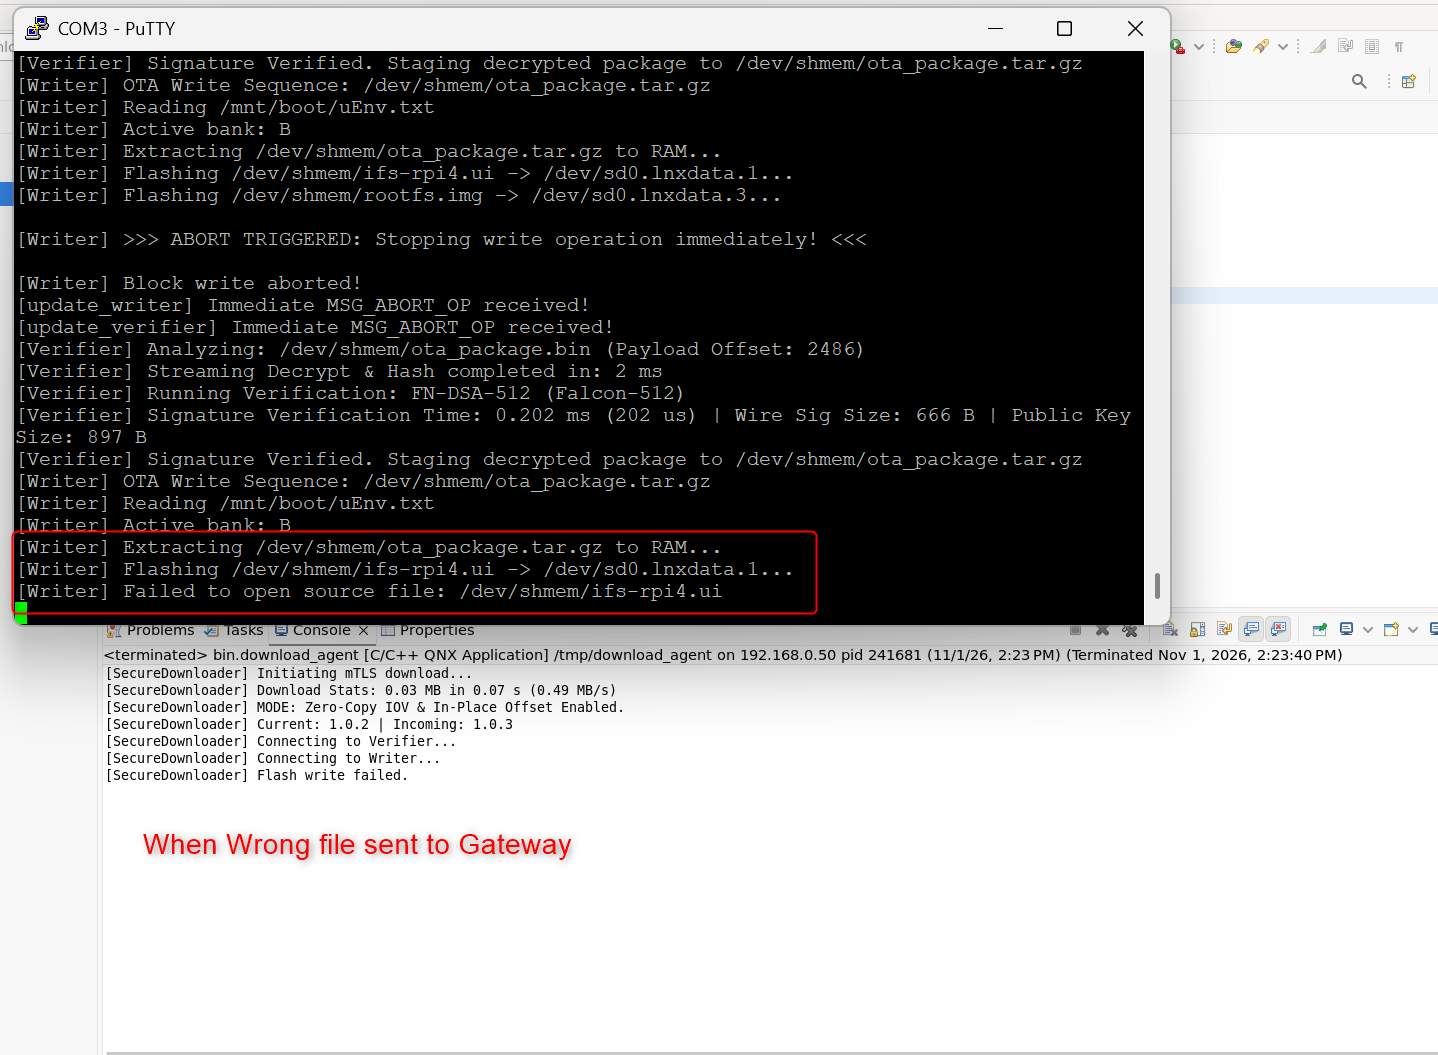 COM3 - PuTTY
[Verifier] Signature Verified. Staging decrypted package to /dev/shmem/ota_package.tar.gz
[Writer] OTA Write Sequence: /dev/shmem/ota_package.tar.gz
[Writer] Reading /mnt/boot/uEnv.txt
[Writer] Active bank: B
[Writer] Extracting /dev/shmem/ota_package.tar.gz to RAM...
[Writer] Flashing /dev/shmem/ifs-rpi4.ui -> /dev/sd0.lnxdata.1...
[Writer] Flashing /dev/shmem/rootfs.img -> /dev/sd0.lnxdata.3...
[Writer] >>> ABORT TRIGGERED: Stopping write operation immediately! <<<
[Writer] Block write aborted!
[update_writer] Immediate MSG_ABORT_OP received!
[update_verifier] Immediate MSG_ABORT_OP received!
[Verifier] Analyzing: /dev/shmem/ota_package.bin (Payload Offset: 2486)
[Verifier] Streaming Decrypt & Hash completed in: 2 ms
[Verifier] Running Verification: FN-DSA-512 (Falcon-512)
[Verifier] Signature Verification Time: 0.202 ms (202 us) | Wire Sig Size: 666 B | Public Key
Size: 897 B
[Verifier] Signature Verified. Staging decrypted package to /dev/shmem/ota_package.tar.gz
[Writer] OTA Write Sequence: /dev/shmem/ota_package.tar.gz
[Writer] Reading /mnt/boot/uEnv.txt
[Writer] Active bank: B
[Writer] Extracting /dev/shmem/ota_package.tar.gz to RAM...
[Writer] Flashing /dev/shmem/ifs-rpi4.ui -> /dev/sd0.lnxdata.1...
[Writer] Failed to open source file: /dev/shmem/ifs-rpi4.ui
Problems Tasks Console Properties
<terminated> bin.download_agent [C/C++ QNX Application] /tmp/download_agent on 192.168.0.50 pid 241681 (11/1/26, 2:23 PM) (Terminated Nov 1, 2026, 2:23:40 PM)
[SecureDownloader] Initiating mTLS download...
[SecureDownloader] Download Stats: 0.03 MB in 0.07 s (0.49 MB/s)
[SecureDownloader] MODE: Zero-Copy IOV & In-Place Offset Enabled.
[SecureDownloader] Current: 1.0.2 | Incoming: 1.0.3
[SecureDownloader] Connecting to Verifier...
[SecureDownloader] Connecting to Writer...
[SecureDownloader] Flash write failed.
When Wrong file sent to Gateway